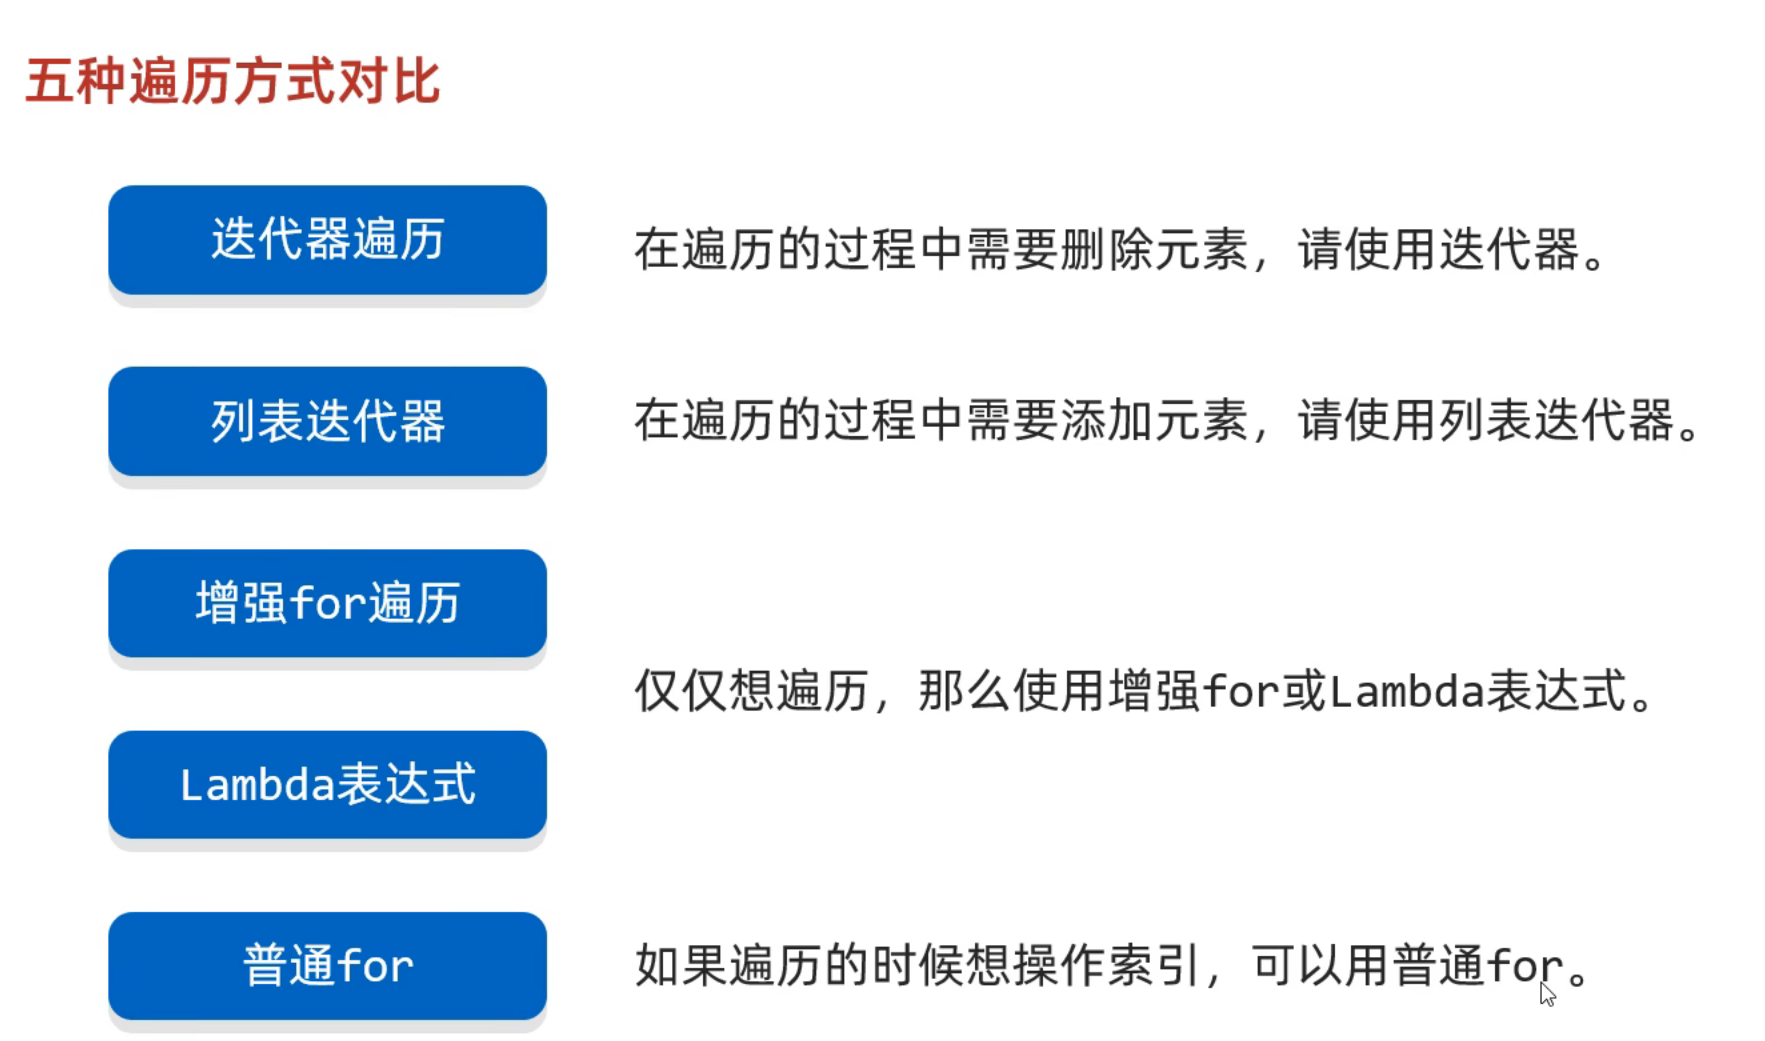 五种遍历方式对比
迭代器遍历
在遍历的过程中需要删除元素，请使用迭代器。
列表迭代器
在遍历的过程中需要添加元素，请使用列表迭代器。
增强for遍历
仅仅想遍历，那么使用增强for或Lambda表达式。
Lambda表达式
普通for
如果遍历的时候想操作索引，可以用普通for。